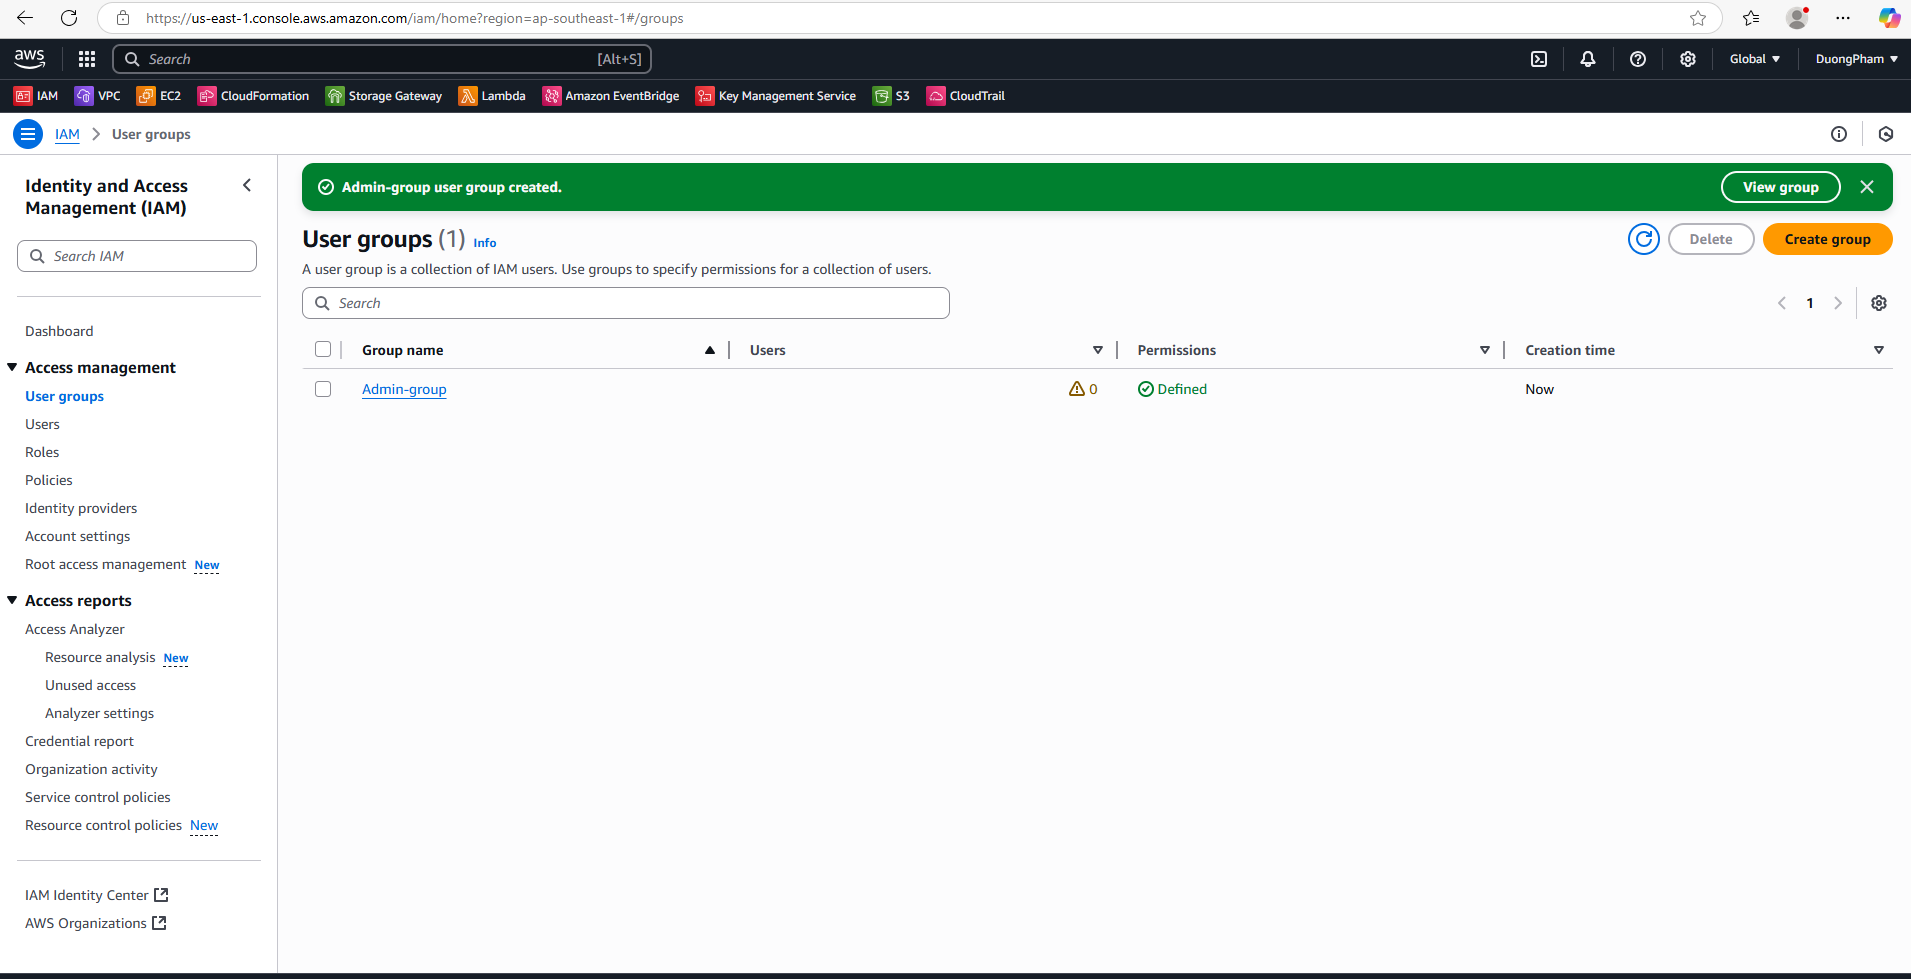 https://us-east-1.console.aws.amazon.com/iam/home?region=ap-southeast-1#/groups
aws
Search [Alt+S]
Global
DuongPham
IAM VPC EC2 CloudFormation Storage Gateway Lambda Amazon EventBridge Key Management Service S3 CloudTrail
IAM > User groups
Identity and Access
Management (IAM)
Search IAM
Dashboard
Access management
User groups
Users
Roles
Policies
Identity providers
Account settings
Root access management New
Access reports
Access Analyzer
Resource analysis New
Unused access
Analyzer settings
Credential report
Organization activity
Service control policies
Resource control policies New
IAM Identity Center
AWS Organizations
Admin-group user group created.
View group
User groups (1) Info
Delete
Create group
A user group is a collection of IAM users. Use groups to specify permissions for a collection of users.
Search
1
Group name Users Permissions Creation time
Admin-group 0 Defined Now